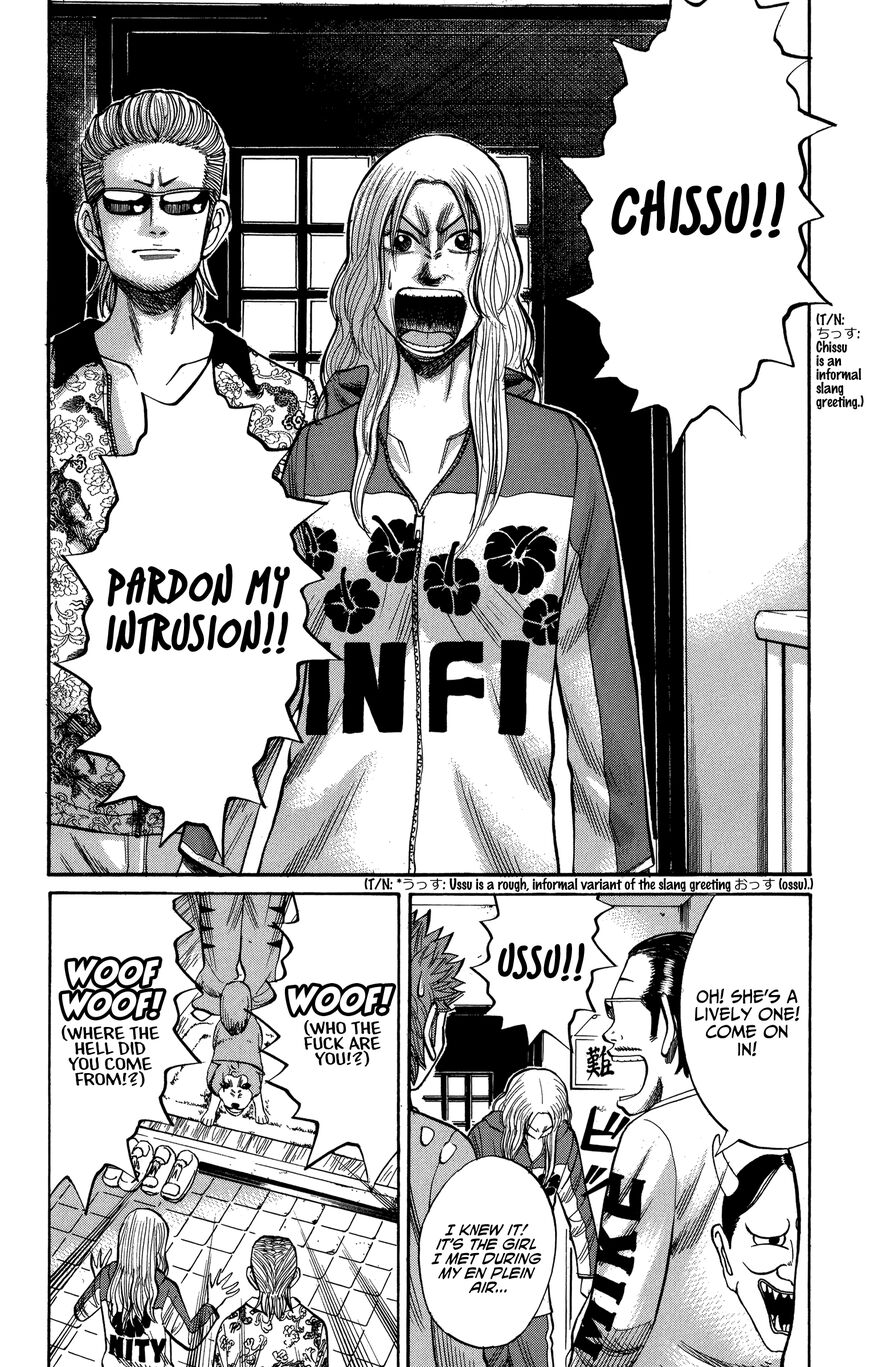 CHISSU!!
(T/N:
ちっす:
Chissu
is an
informal
slang
greeting.)
PARDON MY
INTRUSION!!
INFI
(T/N: *うっす: Ussu is a rough, informal variant of the slang greeting おっす (ossu).)
WOOF
WOOF!
(WHERE THE
HELL DID
YOU COME
FROM!?)
WOOF!
(WHO THE
FUCK ARE
YOU!?)
NITY
USSU!!
OH! SHE'S A
LIVELY ONE!
COME ON
IN!
難
ビッ
MIKE
I KNEW IT!
IT'S THE GIRL
I MET DURING
MY EN PLEIN
AIR...